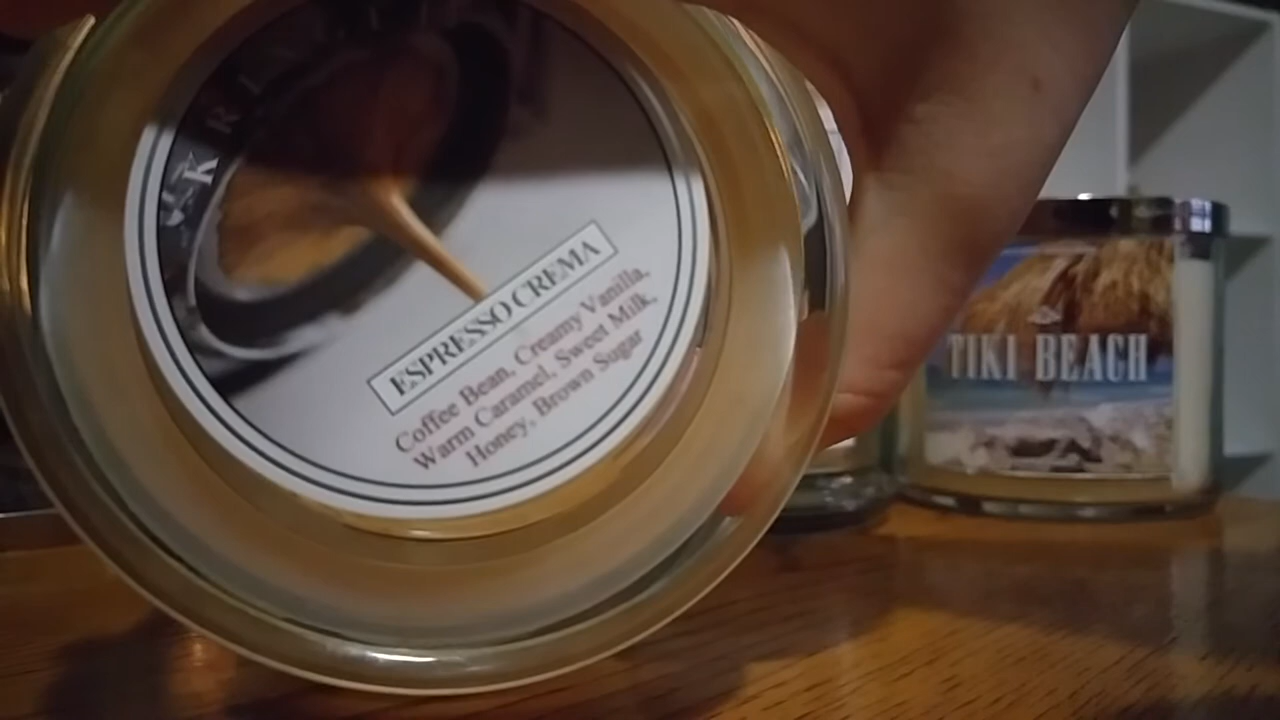 ESPRESSO CREMA
Coffee Bean, Creamy Vanilla,
Warm Caramel, Sweet Milk,
Honey, Brown Sugar
TIKI BEACH